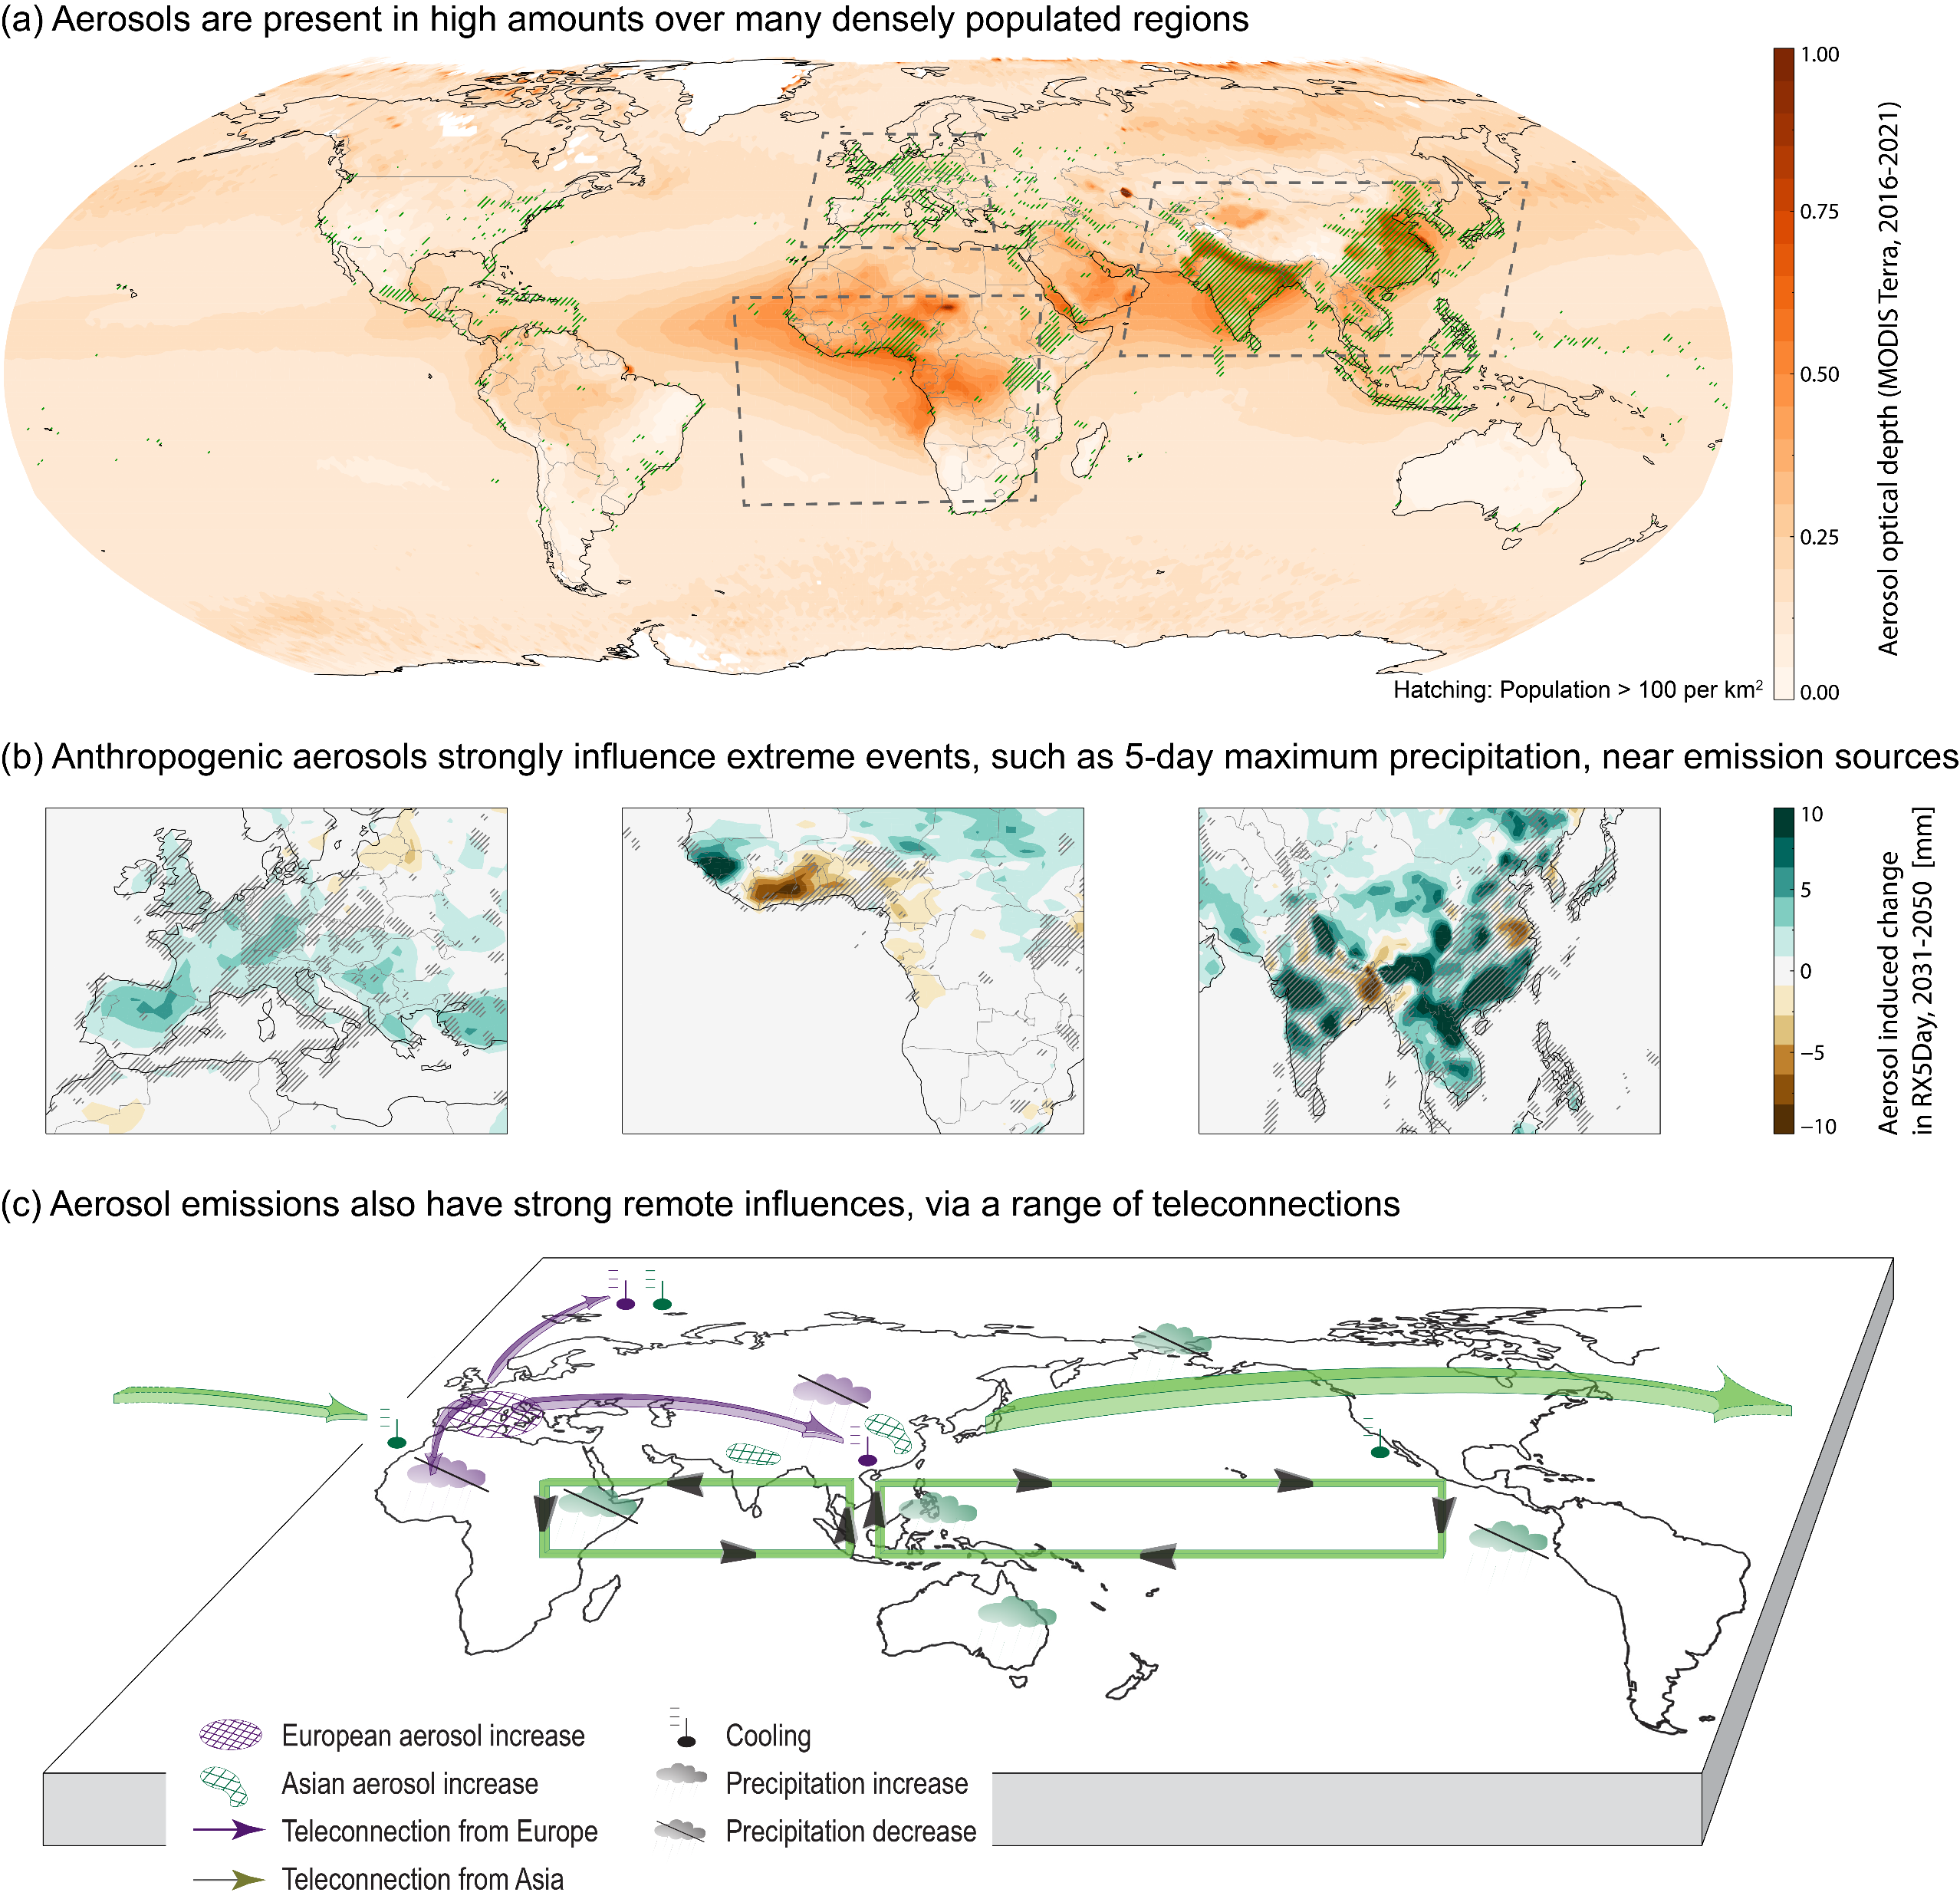 (a) Aerosols are present in high amounts over many densely populated regions
1.00
0.75
0.50
0.25
0.00
Aerosol optical depth (MODIS Terra, 2016-2021)
Hatching: Population > 100 per km²
(b) Anthropogenic aerosols strongly influence extreme events, such as 5-day maximum precipitation, near emission sources
10
5
0
−5
−10
Aerosol induced change
in RX5Day, 2031-2050 [mm]
(c) Aerosol emissions also have strong remote influences, via a range of teleconnections
European aerosol increase
Asian aerosol increase
Teleconnection from Europe
Teleconnection from Asia
Cooling
Precipitation increase
Precipitation decrease